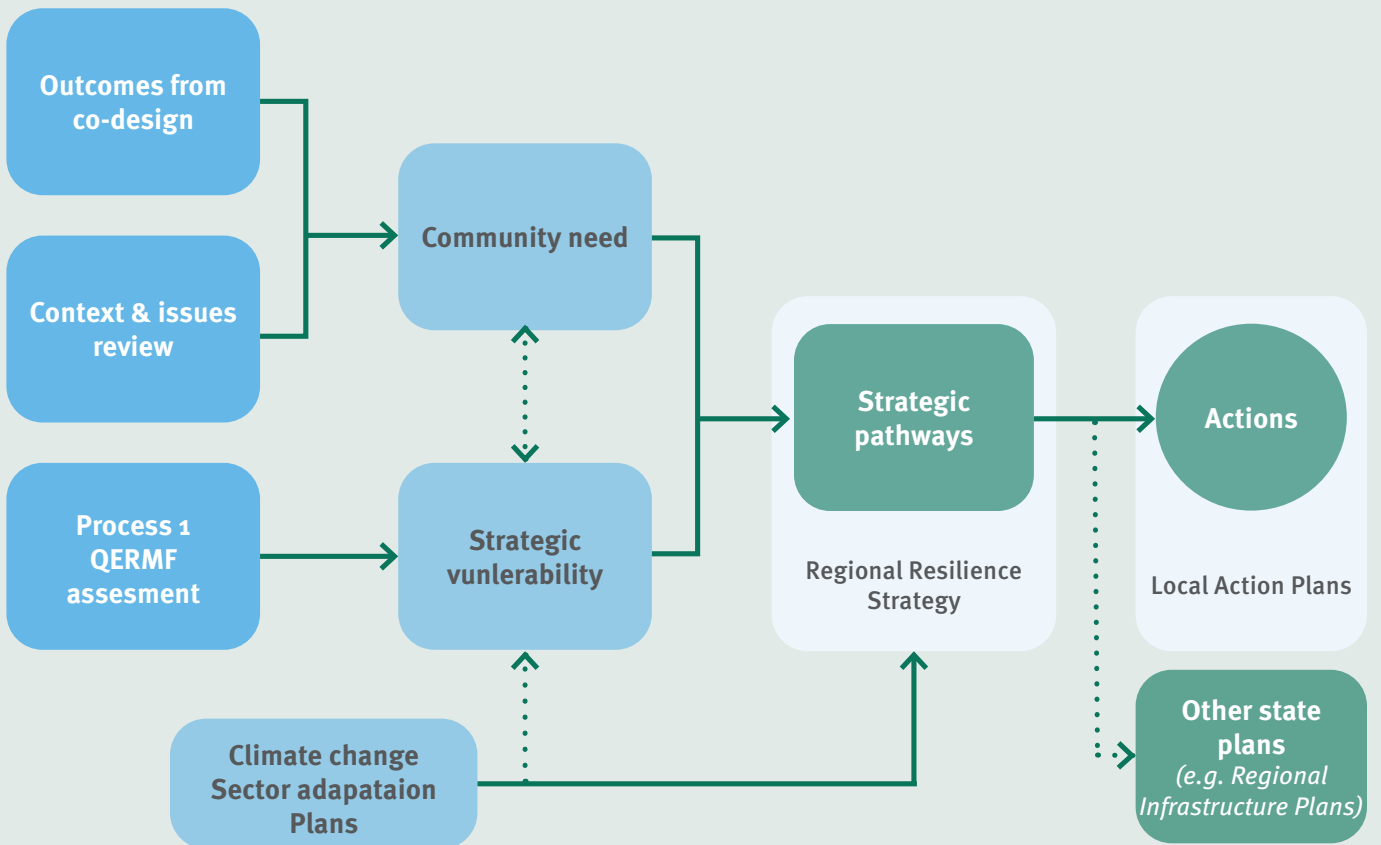 Outcomes from
co-design
Context & issues
review
Process 1
QERMF
assesment
Community need
Strategic
vunlerability
Climate change
Sector adapataion
Plans
Strategic
pathways
Regional Resilience
Strategy
Actions
Local Action Plans
Other state
plans
(e.g. Regional
Infrastructure Plans)